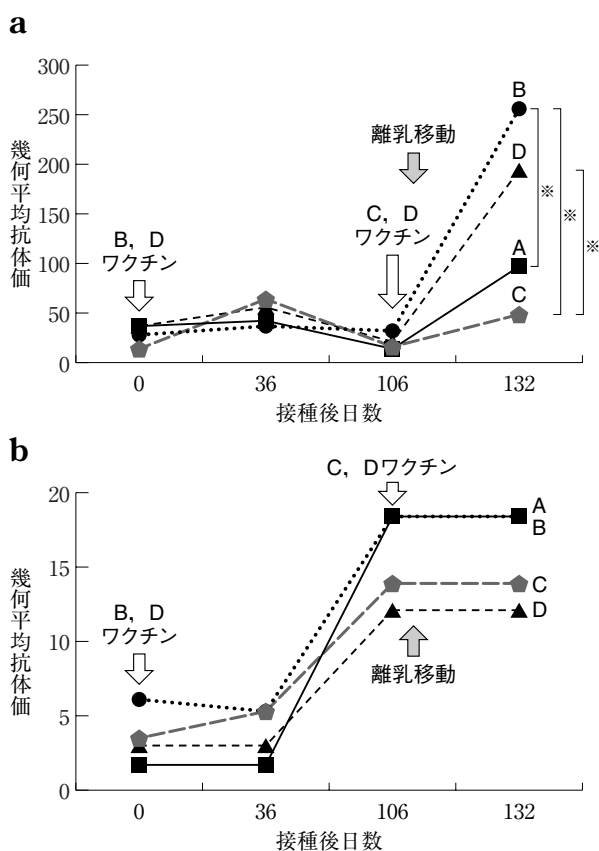 a
幾何平均抗体価
300
250
200
150
100
50
0
B，D
ワクチン
C，D
ワクチン
離乳移動
B
D
A
C
※
※
※
0 36 106 132
接種後日数
b
幾何平均抗体価
20
15
10
5
0
B，D
ワクチン
C，Dワクチン
離乳移動
A
B
C
D
0 36 106 132
接種後日数